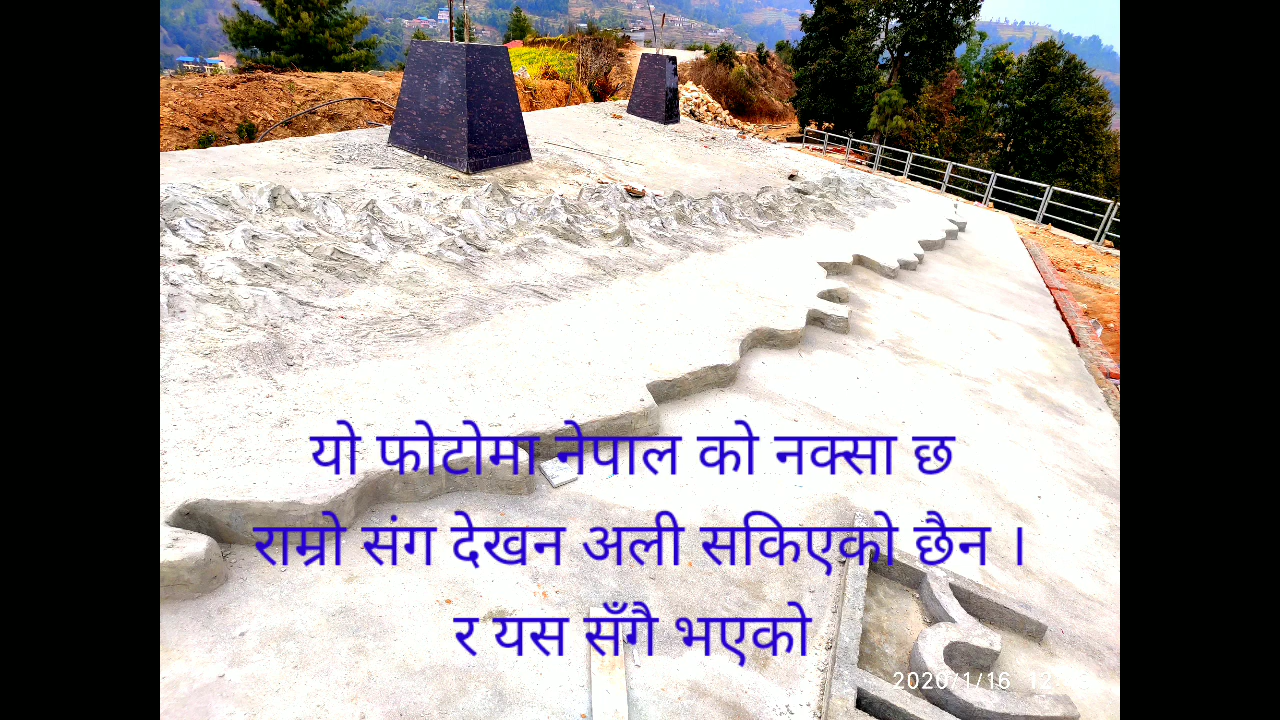 यो फोटोमा नेपाल को नक्सा छ
राम्रो संग देखन अली सकिएको छैन ।
र यस सँगै भएको
2020/1/16